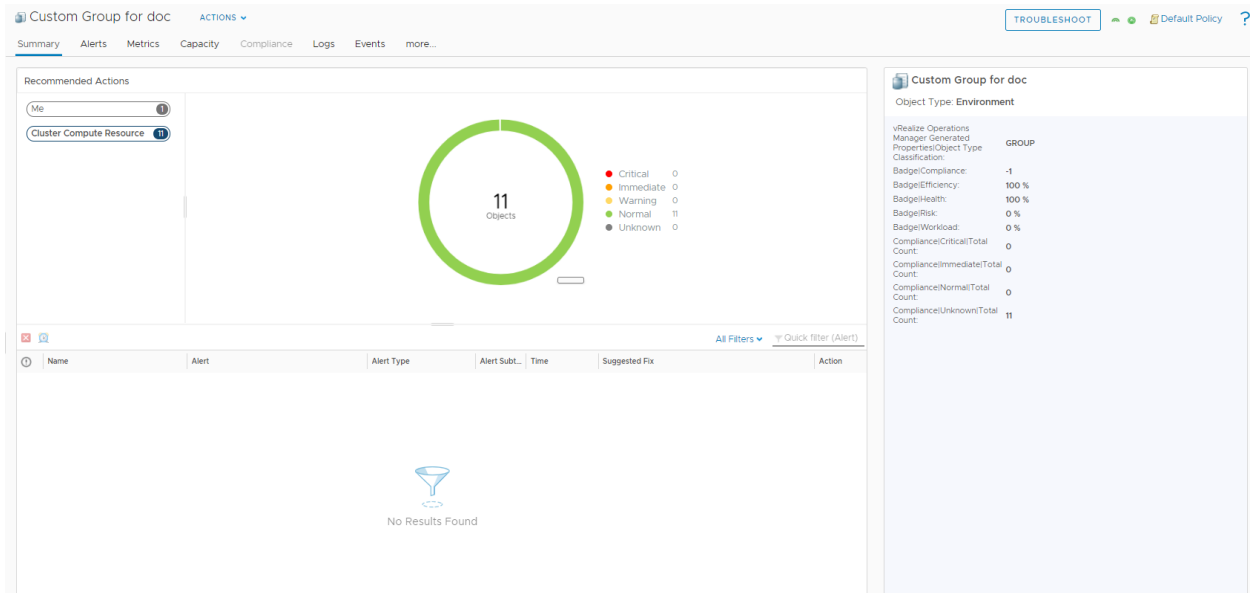 Custom Group for doc
ACTIONS
TROUBLESHOOT
Default Policy
?
Summary
Alerts
Metrics
Capacity
Compliance
Logs
Events
more...
Recommended Actions
Me 1
Cluster Compute Resource 11
11
Objects
Critical 0
Immediate 0
Warning 0
Normal 11
Unknown 0
All Filters
Quick filter (Alert)
Name
Alert
Alert Type
Alert Subt...
Time
Suggested Fix
Action
No Results Found
Custom Group for doc
Object Type: Environment
vRealize Operations
Manager Generated
Properties|Object Type
Classification:
GROUP
Badge|Compliance: -1
Badge|Efficiency: 100 %
Badge|Health: 100 %
Badge|Risk: 0 %
Badge|Workload: 0 %
Compliance|Critical|Total
Count:
0
Compliance|Immediate|Total
Count:
0
Compliance|Normal|Total
Count:
0
Compliance|Unknown|Total
Count:
11